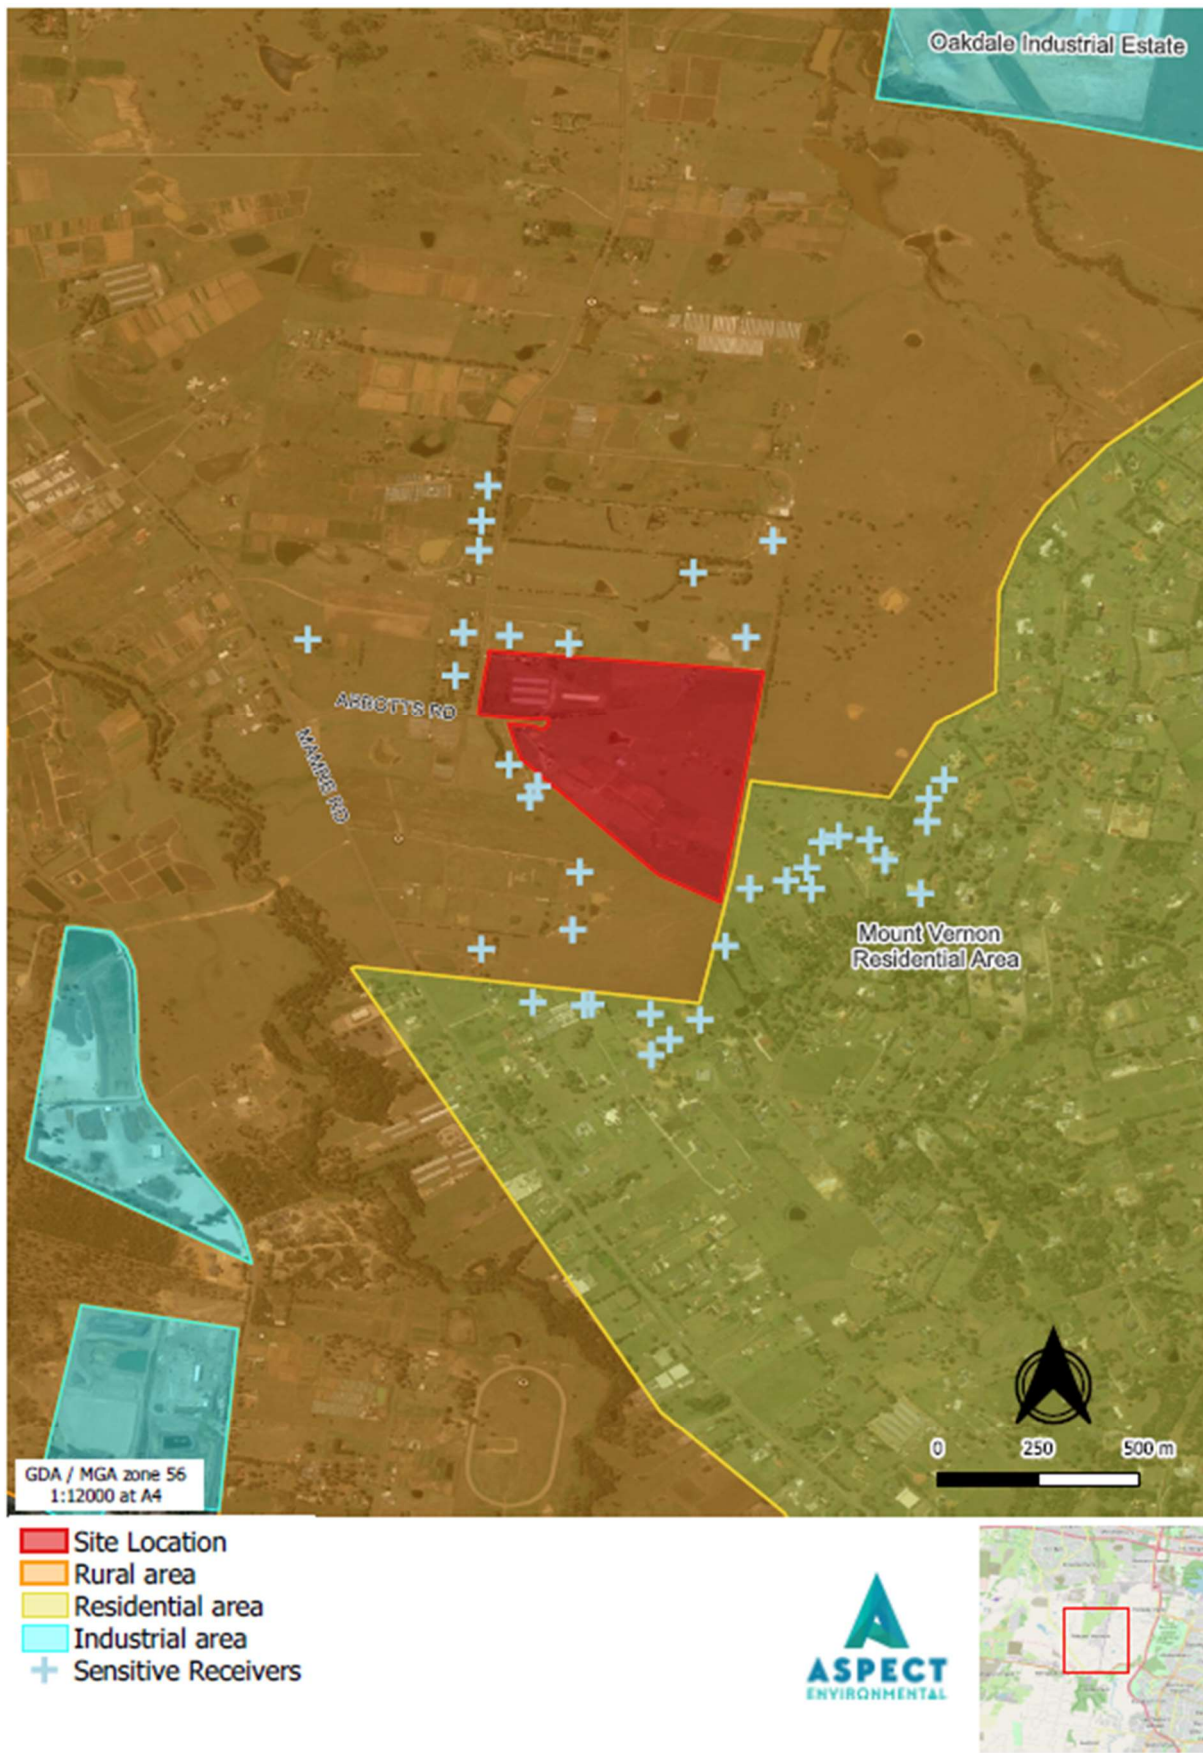 Oakdale Industrial Estate
ABBOTTS RD
MAMRE RD
Mount Vernon
Residential Area
0 250 500 m
GDA / MGA zone 56
1:12000 at A4
Site Location
Rural area
Residential area
Industrial area
Sensitive Receivers
ASPECT
ENVIRONMENTAL